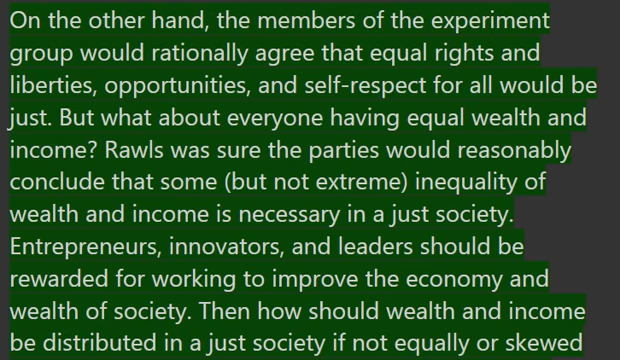 On the other hand, the members of the experiment
group would rationally agree that equal rights and
liberties, opportunities, and self-respect for all would be
just. But what about everyone having equal wealth and
income? Rawls was sure the parties would reasonably
conclude that some (but not extreme) inequality of
wealth and income is necessary in a just society.
Entrepreneurs, innovators, and leaders should be
rewarded for working to improve the economy and
wealth of society. Then how should wealth and income
be distributed in a just society if not equally or skewed